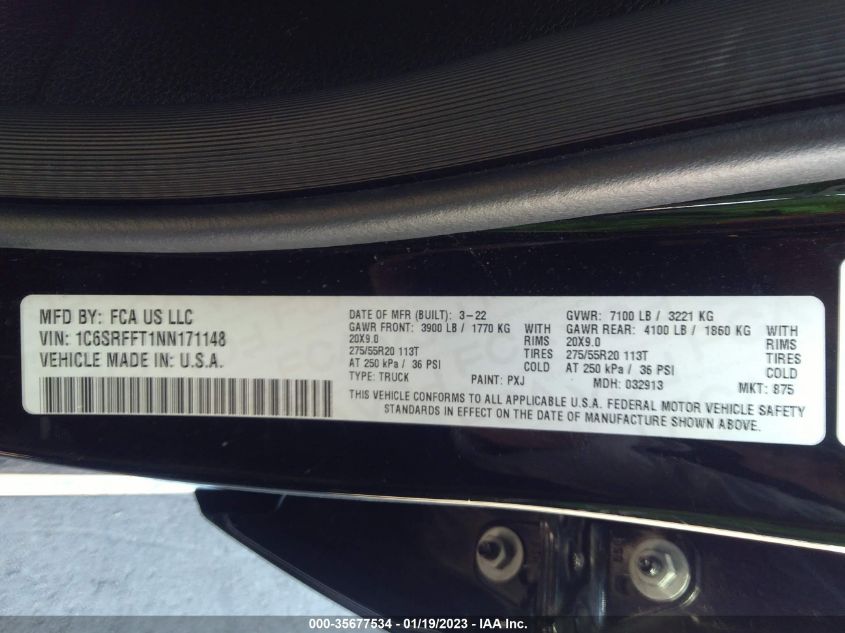 MFD BY: FCA US LLC
VIN: 1C6SRFFT1NN171148
VEHICLE MADE IN: U.S.A.
DATE OF MFR (BUILT): 3-22
GAWR FRONT: 3900 LB / 1770 KG WITH
20X9.0 RIMS
275/55R20 113T TIRES
AT 250 kPa / 36 PSI COLD
TYPE: TRUCK PAINT: PXJ
GVWR: 7100 LB / 3221 KG
GAWR REAR: 4100 LB / 1860 KG WITH
20X9.0 RIMS
275/55R20 113T TIRES
AT 250 kPa / 36 PSI COLD
MDH: 032913 MKT: 875
THIS VEHICLE CONFORMS TO ALL APPLICABLE U.S.A. FEDERAL MOTOR VEHICLE SAFETY
STANDARDS IN EFFECT ON THE DATE OF MANUFACTURE SHOWN ABOVE.
000-35677534 - 01/19/2023 - IAA Inc.